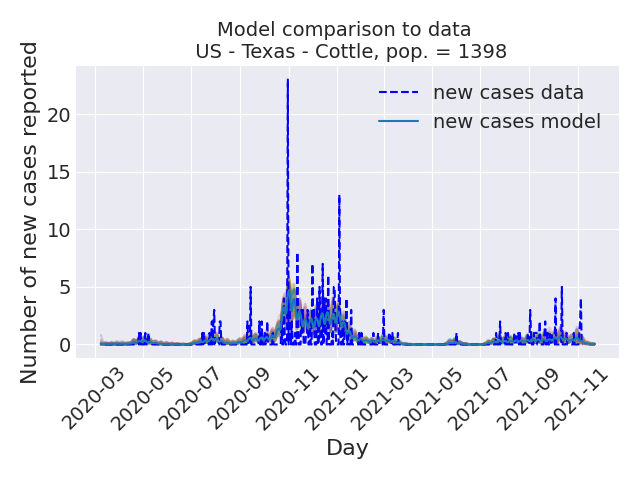 Model comparison to data
US - Texas - Cottle, pop. = 1398
new cases data
new cases model
Number of new cases reported
20
15
10
5
0
2020-03
2020-05
2020-07
2020-09
2020-11
2021-01
2021-03
2021-05
2021-07
2021-09
2021-11
Day